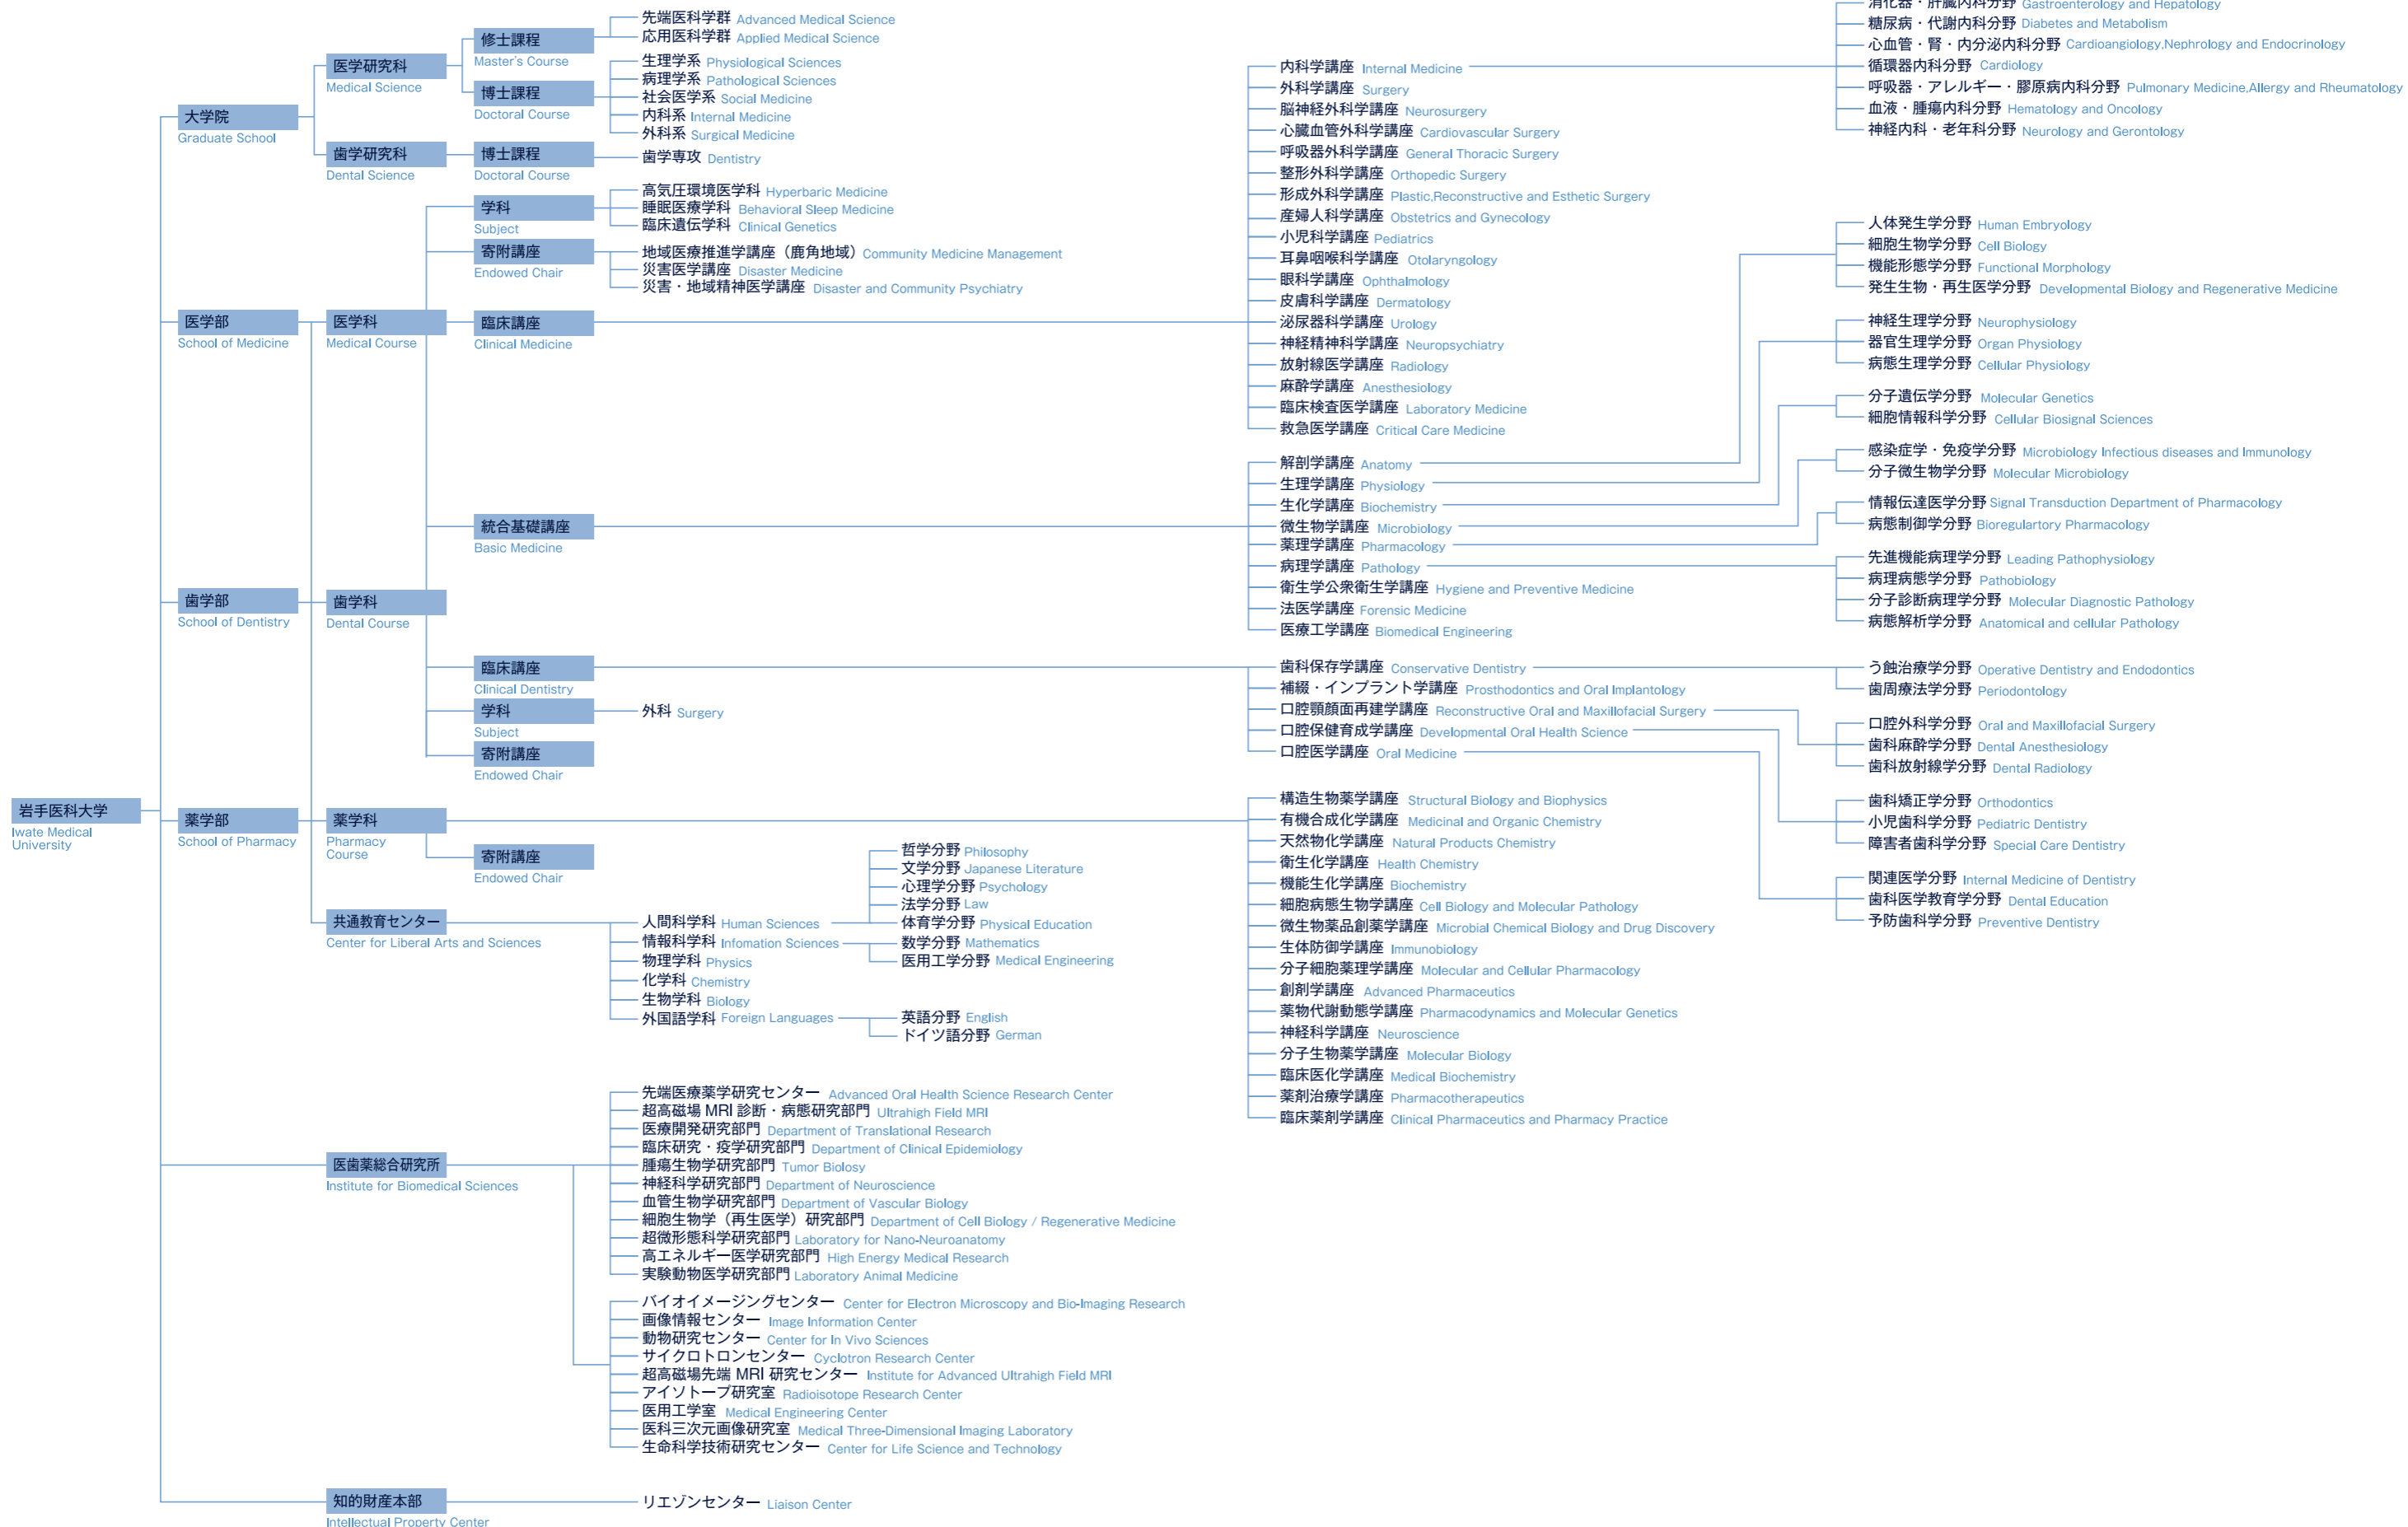 岩手医科大学
Iwate Medical
University
大学院
Graduate School
医学研究科
Medical Science
修士課程
Master's Course
先端医科学群 Advanced Medical Science
応用医科学群 Applied Medical Science
博士課程
Doctoral Course
生理学系 Physiological Sciences
病理学系 Pathological Sciences
社会医学系 Social Medicine
内科系 Internal Medicine
外科系 Surgical Medicine
歯学研究科
Dental Science
博士課程
Doctoral Course
歯学専攻 Dentistry
医学部
School of Medicine
医学科
Medical Course
学科
Subject
高気圧環境医学科 Hyperbaric Medicine
睡眠医療学科 Behavioral Sleep Medicine
臨床遺伝学科 Clinical Genetics
寄附講座
Endowed Chair
地域医療推進学講座（鹿角地域）Community Medicine Management
災害医学講座 Disaster Medicine
災害・地域精神医学講座 Disaster and Community Psychiatry
臨床講座
Clinical Medicine
内科学講座 Internal Medicine
外科学講座 Surgery
脳神経外科学講座 Neurosurgery
心臓血管外科学講座 Cardiovascular Surgery
呼吸器外科学講座 General Thoracic Surgery
整形外科学講座 Orthopedic Surgery
形成外科学講座 Plastic,Reconstructive and Esthetic Surgery
産婦人科学講座 Obstetrics and Gynecology
小児科学講座 Pediatrics
耳鼻咽喉科学講座 Otolaryngology
眼科学講座 Ophthalmology
皮膚科学講座 Dermatology
泌尿器科学講座 Urology
神経精神科学講座 Neuropsychiatry
放射線医学講座 Radiology
麻酔学講座 Anesthesiology
臨床検査医学講座 Laboratory Medicine
救急医学講座 Critical Care Medicine
消化器・肝臓内科分野 Gastroenterology and Hepatology
糖尿病・代謝内科分野 Diabetes and Metabolism
心血管・腎・内分泌内科分野 Cardioangiology,Nephrology and Endocrinology
循環器内科分野 Cardiology
呼吸器・アレルギー・膠原病内科分野 Pulmonary Medicine,Allergy and Rheumatology
血液・腫瘍内科分野 Hematology and Oncology
神経内科・老年科分野 Neurology and Gerontology
統合基礎講座
Basic Medicine
解剖学講座 Anatomy
生理学講座 Physiology
生化学講座 Biochemistry
微生物学講座 Microbiology
薬理学講座 Pharmacology
病理学講座 Pathology
衛生学公衆衛生学講座 Hygiene and Preventive Medicine
法医学講座 Forensic Medicine
医療工学講座 Biomedical Engineering
人体発生学分野 Human Embryology
細胞生物学分野 Cell Biology
機能形態学分野 Functional Morphology
発生生物・再生医学分野 Developmental Biology and Regenerative Medicine
神経生理学分野 Neurophysiology
器官生理学分野 Organ Physiology
病態生理学分野 Cellular Physiology
分子遺伝学分野 Molecular Genetics
細胞情報科学分野 Cellular Biosignal Sciences
感染症学・免疫学分野 Microbiology Infectious diseases and Immunology
分子微生物学分野 Molecular Microbiology
情報伝達医学分野 Signal Transduction Department of Pharmacology
病態制御学分野 Bioregulartory Pharmacology
先進機能病理学分野 Leading Pathophysiology
病理病態学分野 Pathobiology
分子診断病理学分野 Molecular Diagnostic Pathology
病態解析学分野 Anatomical and cellular Pathology
歯学部
School of Dentistry
歯学科
Dental Course
臨床講座
Clinical Dentistry
歯科保存学講座 Conservative Dentistry
補綴・インプラント学講座 Prosthodontics and Oral Implantology
口腔顎顔面再建学講座 Reconstructive Oral and Maxillofacial Surgery
口腔保健育成学講座 Developmental Oral Health Science
口腔医学講座 Oral Medicine
う蝕治療学分野 Operative Dentistry and Endodontics
歯周療法学分野 Periodontology
口腔外科学分野 Oral and Maxillofacial Surgery
歯科麻酔学分野 Dental Anesthesiology
歯科放射線学分野 Dental Radiology
歯科矯正学分野 Orthodontics
小児歯科学分野 Pediatric Dentistry
障害者歯科学分野 Special Care Dentistry
関連医学分野 Internal Medicine of Dentistry
歯科医学教育学分野 Dental Education
予防歯科学分野 Preventive Dentistry
学科
Subject
外科 Surgery
寄附講座
Endowed Chair
薬学部
School of Pharmacy
薬学科
Pharmacy
Course
寄附講座
Endowed Chair
構造生物薬学講座 Structural Biology and Biophysics
有機合成化学講座 Medicinal and Organic Chemistry
天然物化学講座 Natural Products Chemistry
衛生化学講座 Health Chemistry
機能生化学講座 Biochemistry
細胞病態生物学講座 Cell Biology and Molecular Pathology
微生物薬品創薬学講座 Microbial Chemical Biology and Drug Discovery
生体防御学講座 Immunobiology
分子細胞薬理学講座 Molecular and Cellular Pharmacology
創剤学講座 Advanced Pharmaceutics
薬物代謝動態学講座 Pharmacodynamics and Molecular Genetics
神経科学講座 Neuroscience
分子生物薬学講座 Molecular Biology
臨床医化学講座 Medical Biochemistry
薬剤治療学講座 Pharmacotherapeutics
臨床薬剤学講座 Clinical Pharmaceutics and Pharmacy Practice
共通教育センター
Center for Liberal Arts and Sciences
人間科学科 Human Sciences
情報科学科 Infomation Sciences
物理学科 Physics
化学科 Chemistry
生物学科 Biology
外国語学科 Foreign Languages
哲学分野 Philosophy
文学分野 Japanese Literature
心理学分野 Psychology
法学分野 Law
体育学分野 Physical Education
数学分野 Mathematics
医用工学分野 Medical Engineering
英語分野 English
ドイツ語分野 German
医歯薬総合研究所
Institute for Biomedical Sciences
先端医療薬学研究センター Advanced Oral Health Science Research Center
超高磁場 MRI 診断・病態研究部門 Ultrahigh Field MRI
医療開発研究部門 Department of Translational Research
臨床研究・疫学研究部門 Department of Clinical Epidemiology
腫瘍生物学研究部門 Tumor Biolosy
神経科学研究部門 Department of Neuroscience
血管生物学研究部門 Department of Vascular Biology
細胞生物学（再生医学）研究部門 Department of Cell Biology / Regenerative Medicine
超微形態科学研究部門 Laboratory for Nano-Neuroanatomy
高エネルギー医学研究部門 High Energy Medical Research
実験動物医学研究部門 Laboratory Animal Medicine
バイオイメージングセンター Center for Electron Microscopy and Bio-Imaging Research
画像情報センター Image Information Center
動物研究センター Center for In Vivo Sciences
サイクロトロンセンター Cyclotron Research Center
超高磁場先端 MRI 研究センター Institute for Advanced Ultrahigh Field MRI
アイソトープ研究室 Radioisotope Research Center
医用工学室 Medical Engineering Center
医科三次元画像研究室 Medical Three-Dimensional Imaging Laboratory
生命科学技術研究センター Center for Life Science and Technology
知的財産本部
Intellectual Property Center
リエゾンセンター Liaison Center